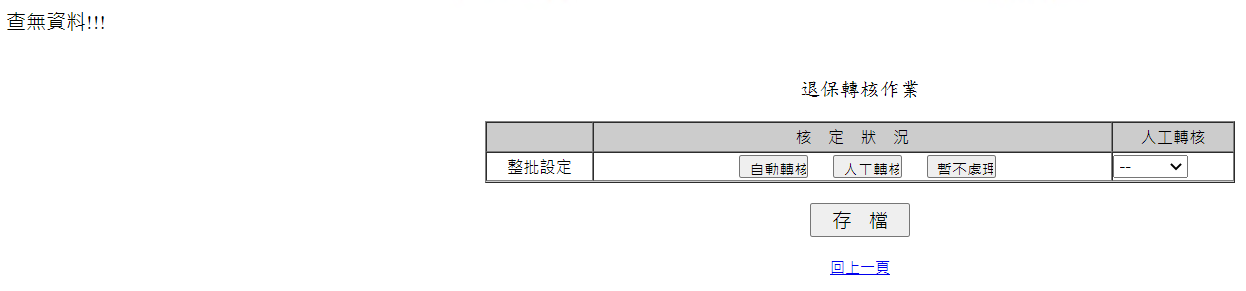 查無資料!!!
退保轉核作業
核 定 狀 況 人工轉核
整批設定 自動轉核 人工轉核 暫不處理 --
存 檔
回上一頁